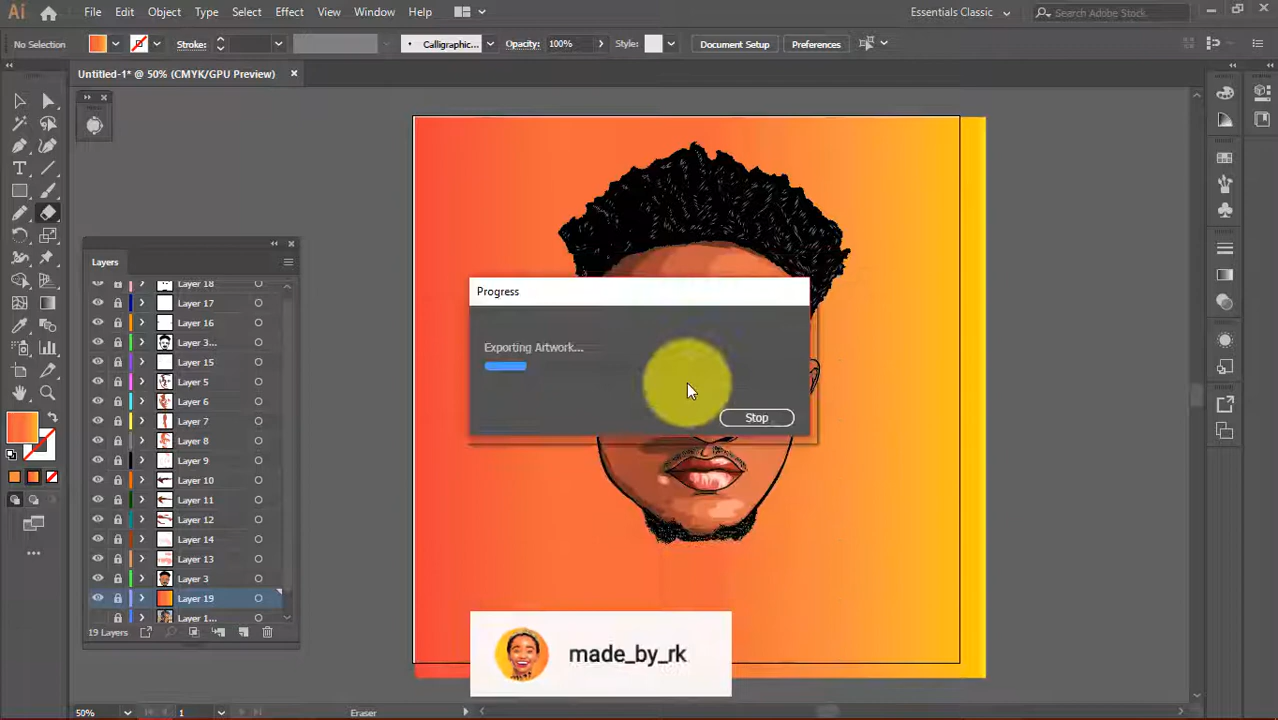 Ai File Edit Object Type Select Effect View Window Help Essentials Classic Search Adobe Stock
No Selection Stroke: Calligraphic... Opacity: 100% Style: Document Setup Preferences
Untitled-1* @ 50% (CMYK/GPU Preview)
Layers
Layer 18
Layer 17
Layer 16
Layer 3...
Layer 15
Layer 5
Layer 6
Layer 7
Layer 8
Layer 9
Layer 10
Layer 11
Layer 12
Layer 14
Layer 13
Layer 3
Layer 19
Layer 1...
19 Layers
Progress
Exporting Artwork...
Stop
made_by_rk
50% 1 Eraser